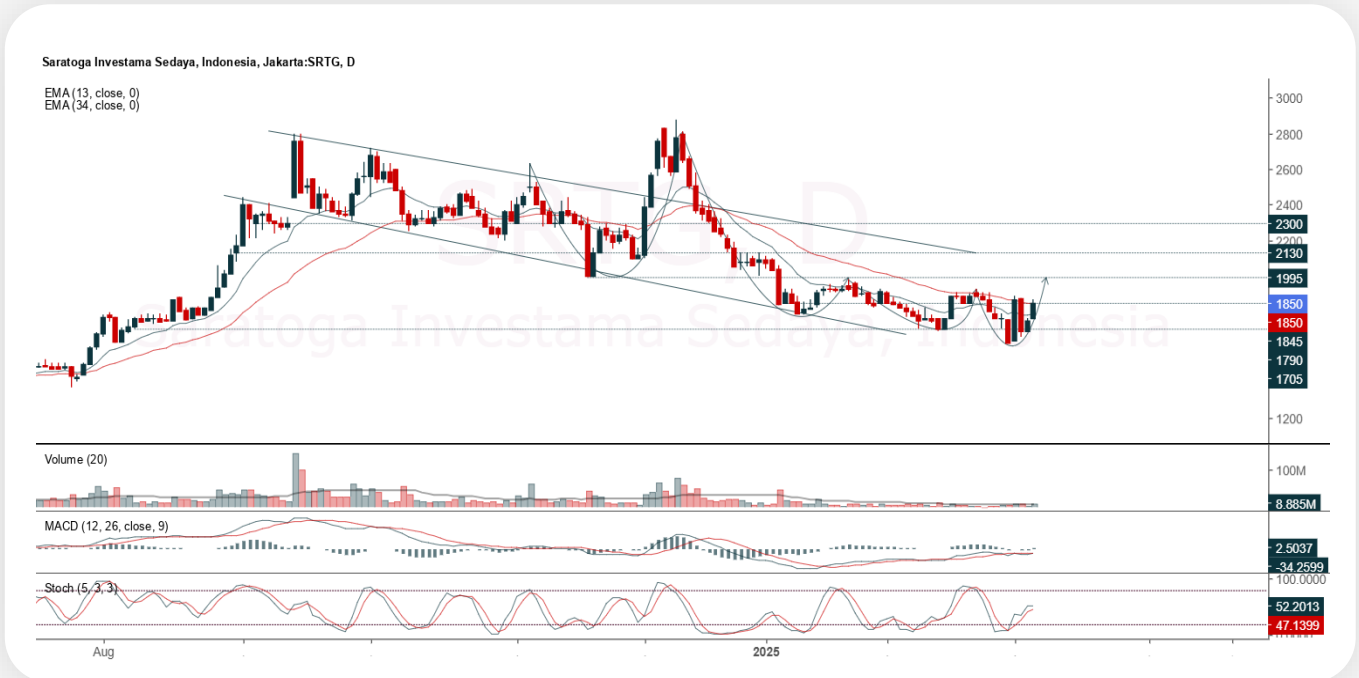 Saratoga Investama Sedaya, Indonesia, Jakarta:SRTG, D
EMA (13, close, 0)
EMA (34, close, 0)
SRTG, D
Saratoga Investama Sedaya, Indonesia
3000
2800
2600
2400
2300
2200
2130
1995
1850
1850
1845
1790
1705
1200
Volume (20)
100M
8.885M
MACD (12, 26, close, 9)
2.5037
-34.2599
Stoch (5, 3, 3)
100.0000
52.2013
47.1399
Aug
2025